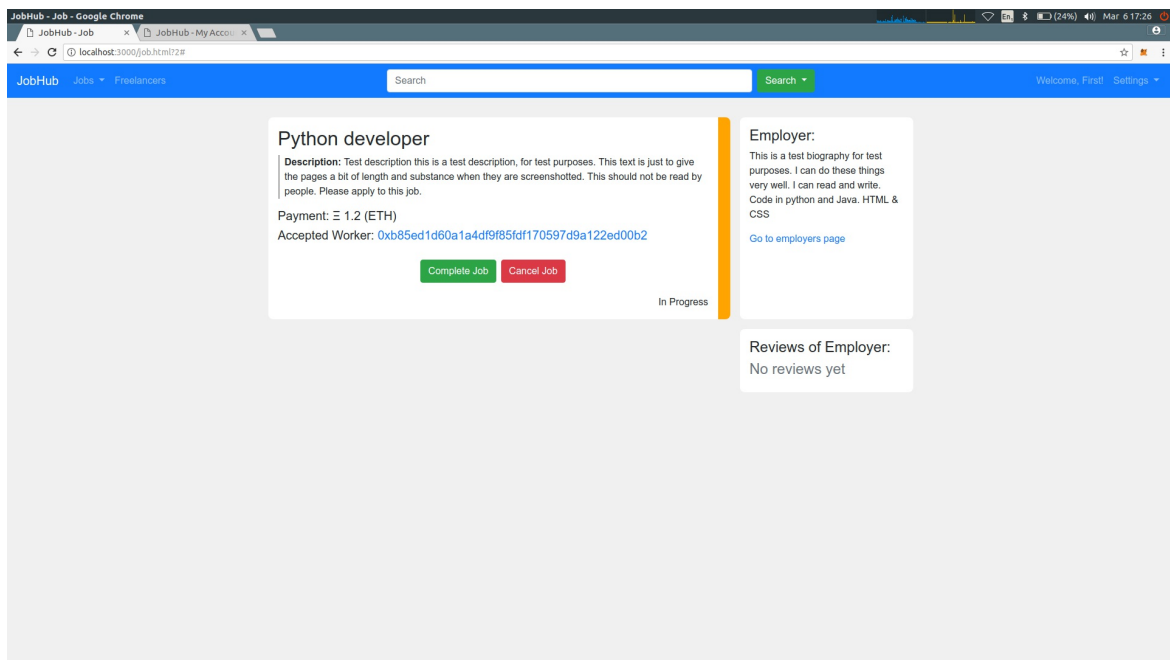 JobHub - Job - Google Chrome
En (24%) Mar 6 17:26
JobHub - Job × JobHub - My Accou ×
localhost:3000/job.html?2#
JobHub Jobs Freelancers Search Search Welcome, First! Settings
Python developer
Description: Test description this is a test description, for test purposes. This text is just to give
the pages a bit of length and substance when they are screenshotted. This should not be read by
people. Please apply to this job.
Payment: Ξ 1.2 (ETH)
Accepted Worker: 0xb85ed1d60a1a4df9f85fdf170597d9a122ed00b2
Complete Job Cancel Job
In Progress
Employer:
This is a test biography for test
purposes. I can do these things
very well. I can read and write.
Code in python and Java. HTML &
CSS
Go to employers page
Reviews of Employer:
No reviews yet